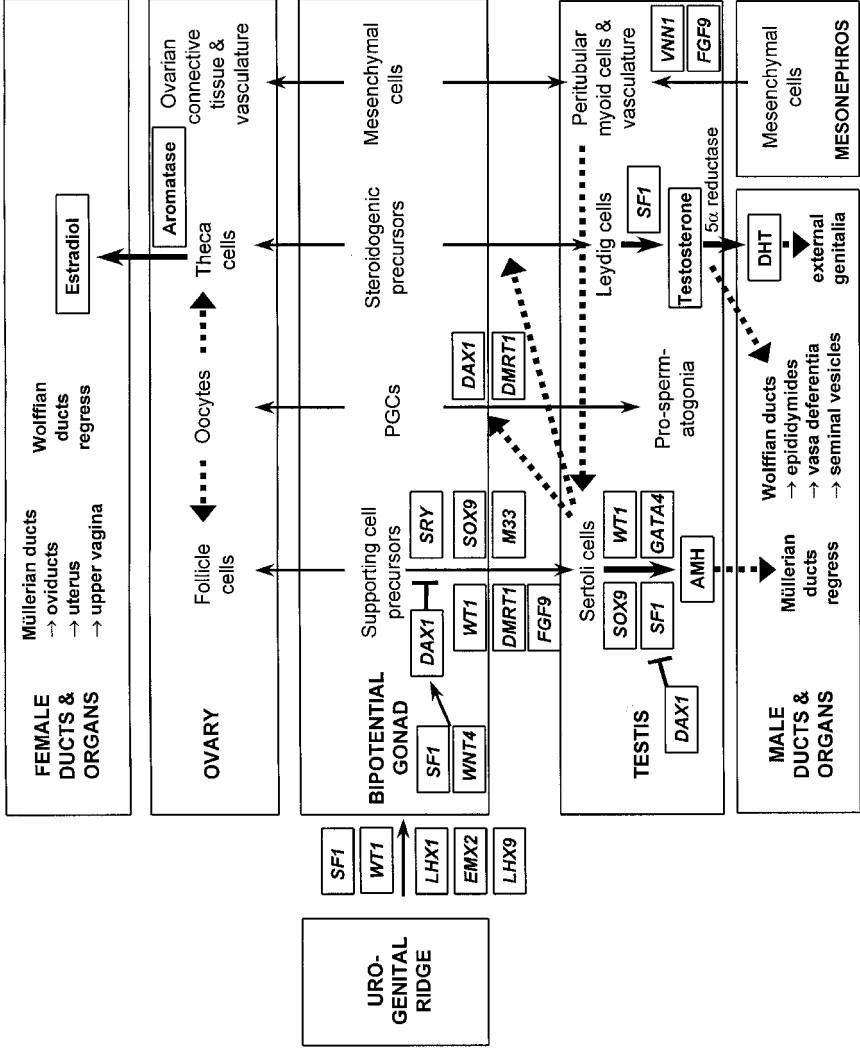 URO-
GENITAL
RIDGE
SF1
WT1
LHX1
EMX2
LHX9
FEMALE
DUCTS &
ORGANS
Müllerian ducts
→ oviducts
→ uterus
→ upper vagina
Wolffian
ducts
regress
Estradiol
OVARY
Follicle
cells
Oocytes
Theca
cells
Aromatase
Ovarian
connective
tissue &
vasculature
BIPOTENTIAL
GONAD
SF1
WNT4
DAX1
Supporting cell
precursors
SRY
SOX9
M33
WT1
DMRT1
FGF9
PGCs
DAX1
DMRT1
Steroidogenic
precursors
Mesenchymal
cells
TESTIS
DAX1
Sertoli cells
SOX9
SF1
WT1
GATA4
AMH
Pro-sperm-
atogonia
Leydig cells
SF1
Testosterone
5α reductase
Peritubular
myoid cells &
vasculature
VNN1
FGF9
MALE
DUCTS &
ORGANS
Müllerian
ducts
regress
Wolffian ducts
→ epididymides
→ vasa deferentia
→ seminal vesicles
DHT
external
genitalia
Mesenchymal
cells
MESONEPHROS